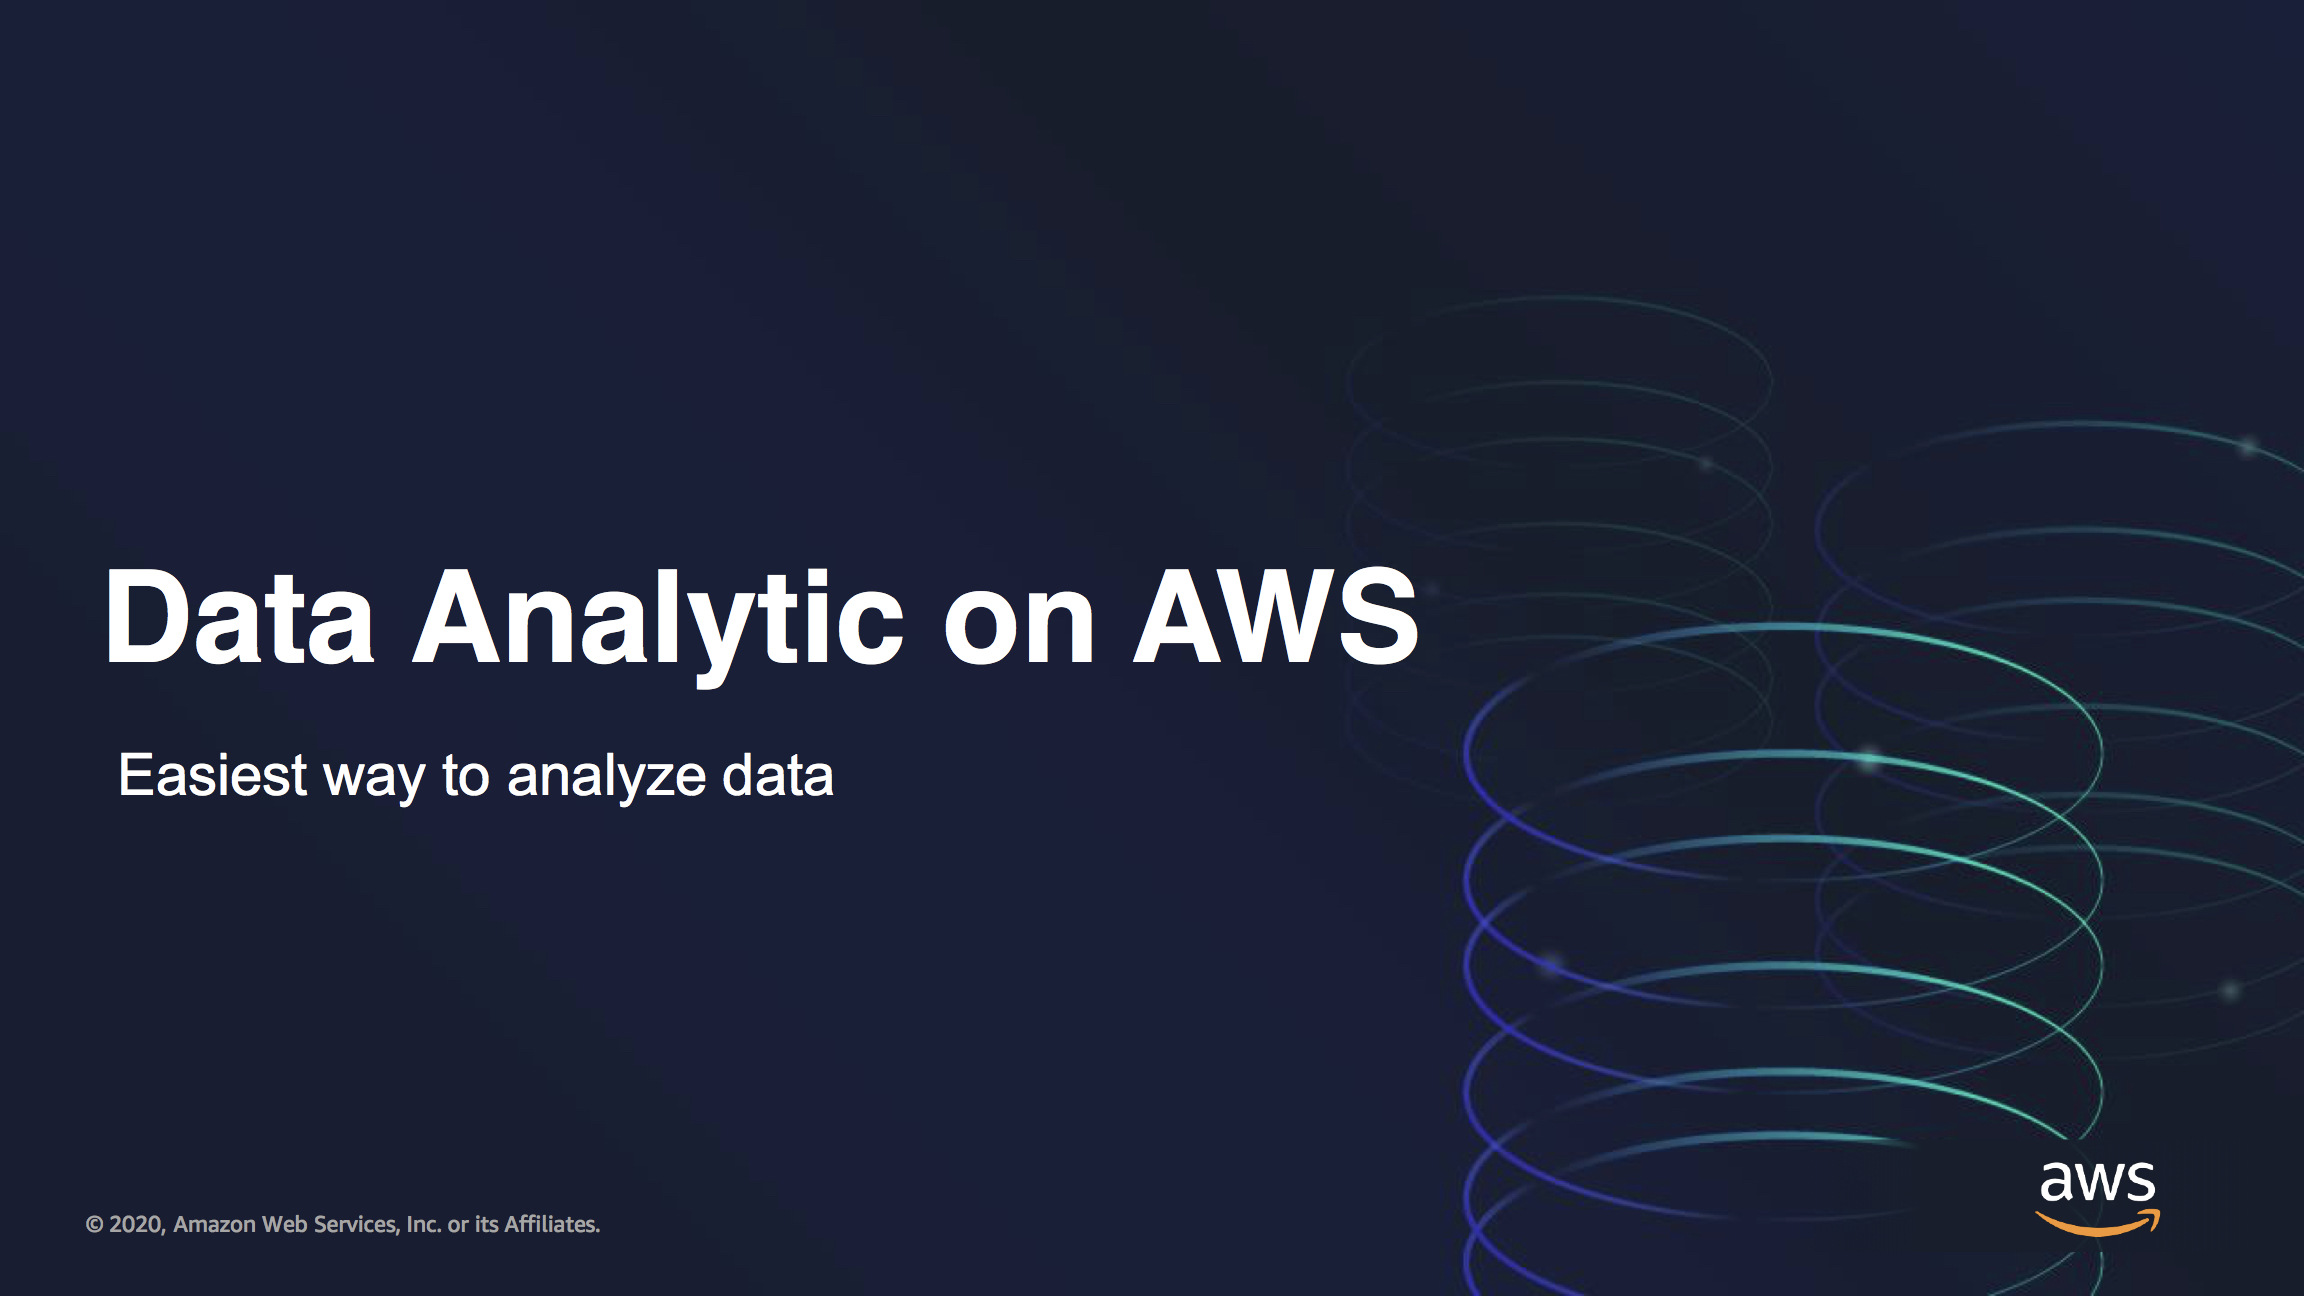 Data Analytic on AWS
Easiest way to analyze data
© 2020, Amazon Web Services, Inc. or its Affiliates.
aws